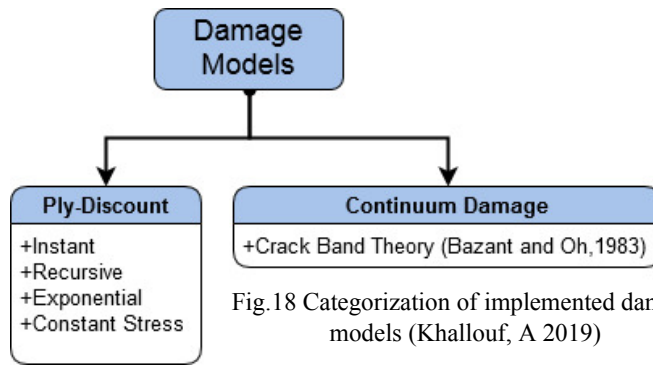 Damage
Models
Ply-Discount
+Instant
+Recursive
+Exponential
+Constant Stress
Continuum Damage
+Crack Band Theory (Bazant and Oh,1983)
Fig.18 Categorization of implemented
models (Khallouf, A 2019)